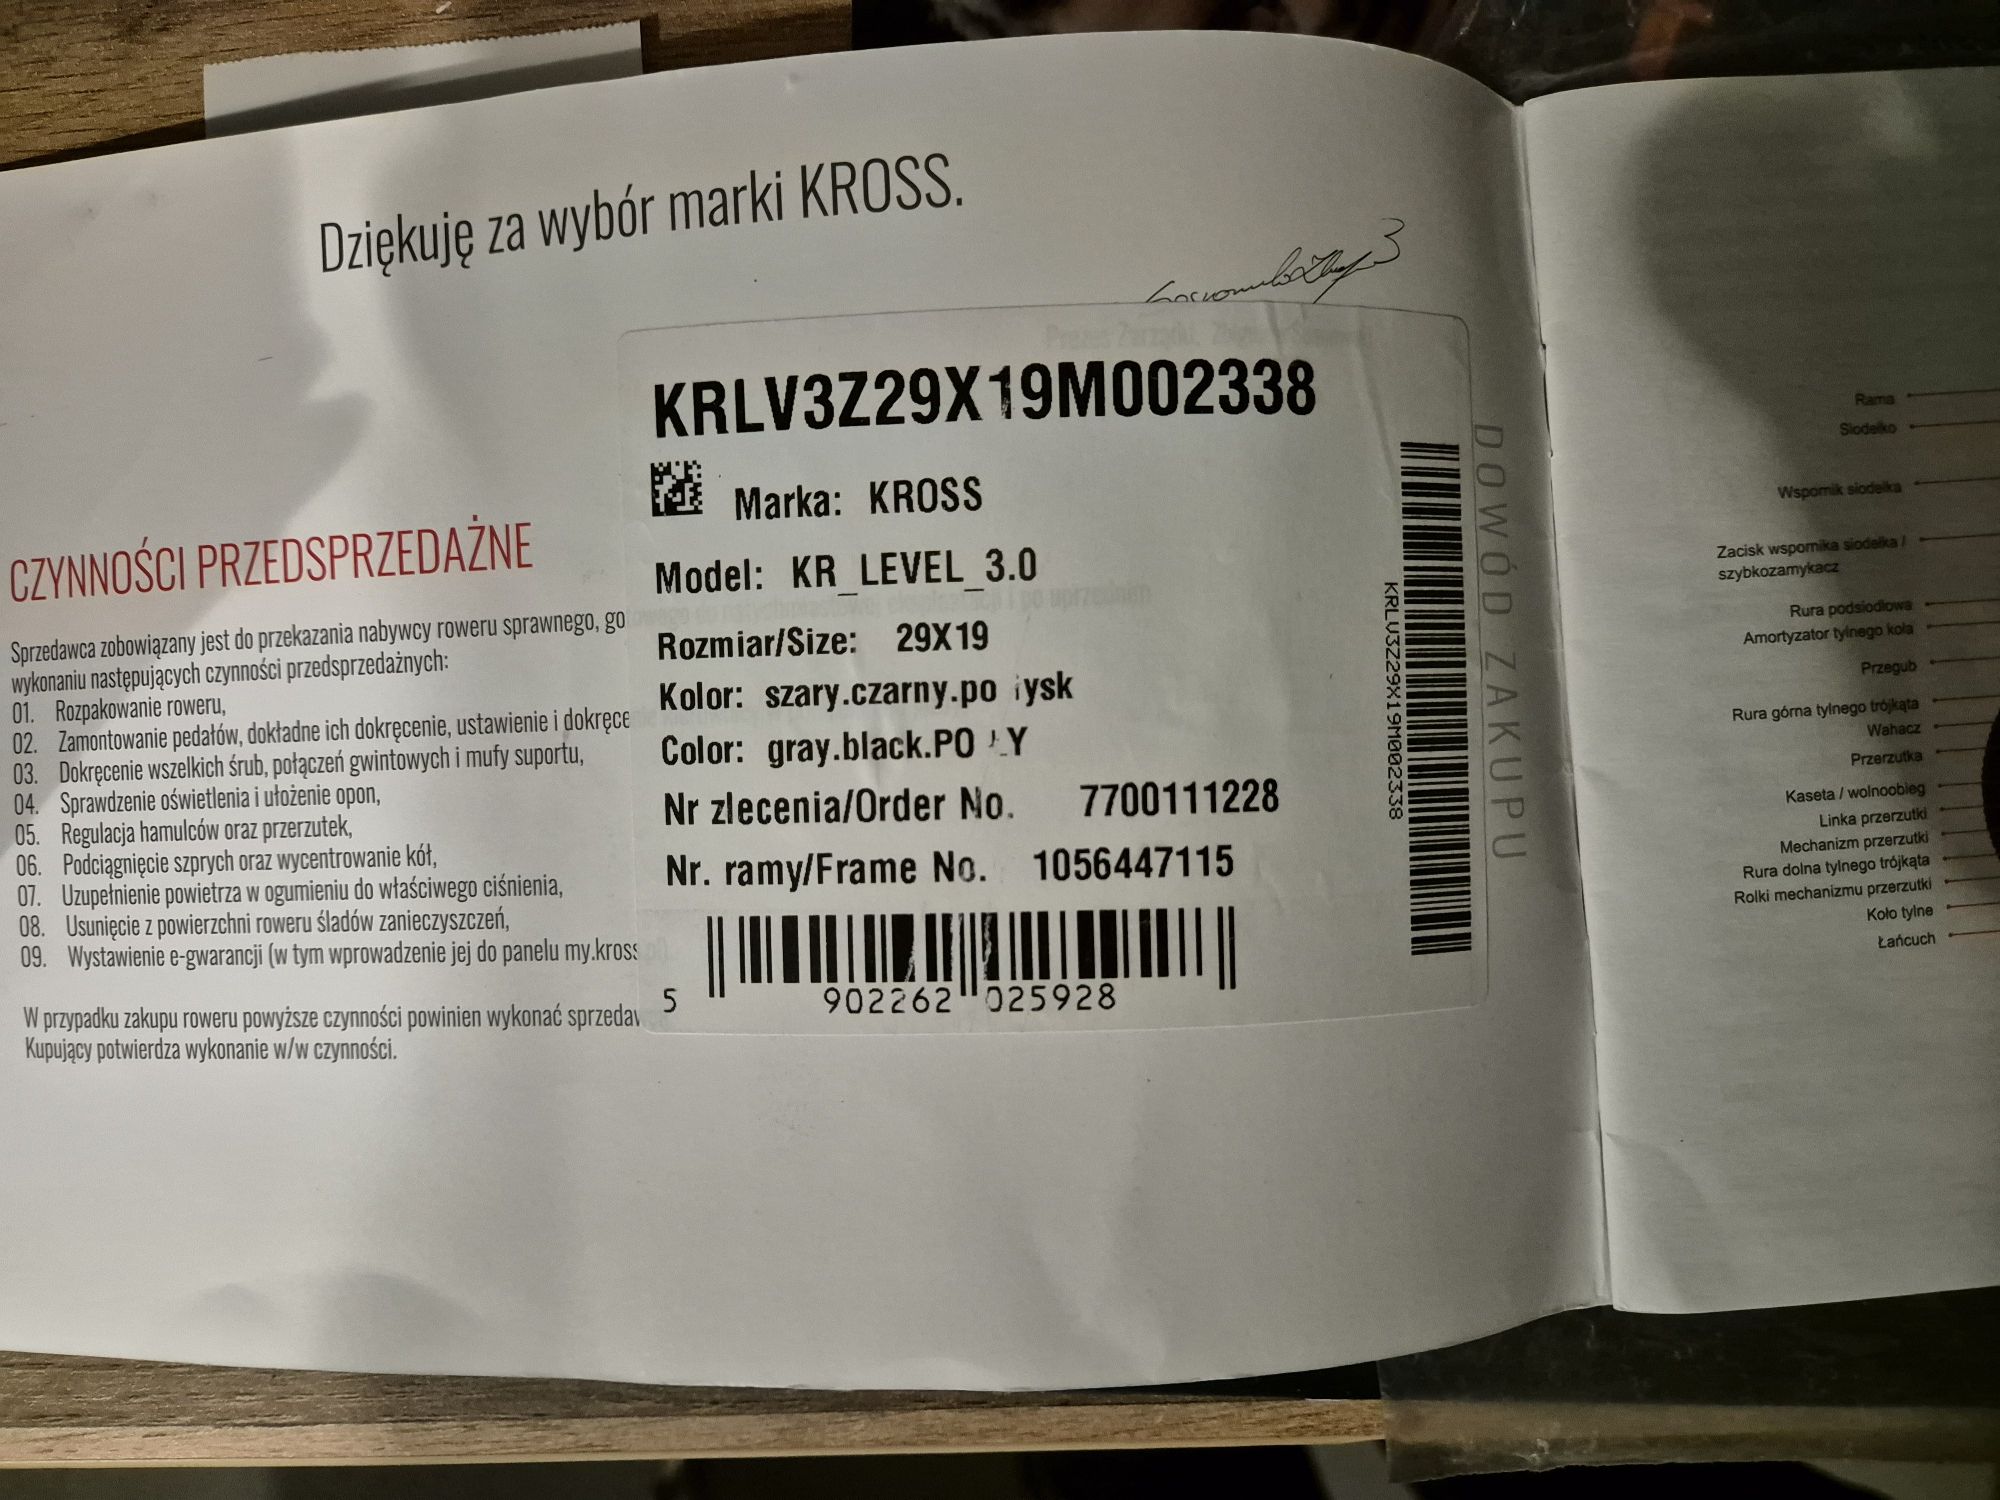 Dziękuję za wybór marki KROSS.
CZYNNOŚCI PRZEDSPRZEDAŻNE
Sprzedawca zobowiązany jest do przekazania nabywcy roweru sprawnego, go
wykonaniu następujących czynności przedsprzedażnych:
01. Rozpakowanie roweru,
02. Zamontowanie pedałów, dokładne ich dokręcenie, ustawienie i dokręce
03. Dokręcenie wszelkich śrub, połączeń gwintowych i mufy suportu,
04. Sprawdzenie oświetlenia i ułożenie opon,
05. Regulacja hamulców oraz przerzutek,
06. Podciągnięcie szprych oraz wycentrowanie kół,
07. Uzupełnienie powietrza w ogumieniu do właściwego ciśnienia,
08. Usunięcie z powierzchni roweru śladów zanieczyszczeń,
09. Wystawienie e-gwarancji (w tym wprowadzenie jej do panelu my.kross
W przypadku zakupu roweru powyższe czynności powinien wykonać sprzedaw
Kupujący potwierdza wykonanie w/w czynności.
KRLV3Z29X19M002338
Marka: KROSS
Model: KR_LEVEL_3.0
Rozmiar/Size: 29X19
Kolor: szary.czarny.po ysk
Color: gray.black.PO Y
Nr zlecenia/Order No. 7700111228
Nr. ramy/Frame No. 1056447115
5 902262 025928
KRLV3Z29X19M002338
DOWÓD ZAKUPU
Rama
Siodełko
Wspornik siodełka
Zacisk wspornika siodełka /
szybkozamykacz
Rura podsiodłowa
Amortyzator tylnego koła
Przegub
Rura górna tylnego trójkąta
Wahacz
Przerzutka
Kaseta / wolnoobieg
Linka przerzutki
Mechanizm przerzutki
Rura dolna tylnego trójkąta
Rolki mechanizmu przerzutki
Koło tylne
Łańcuch